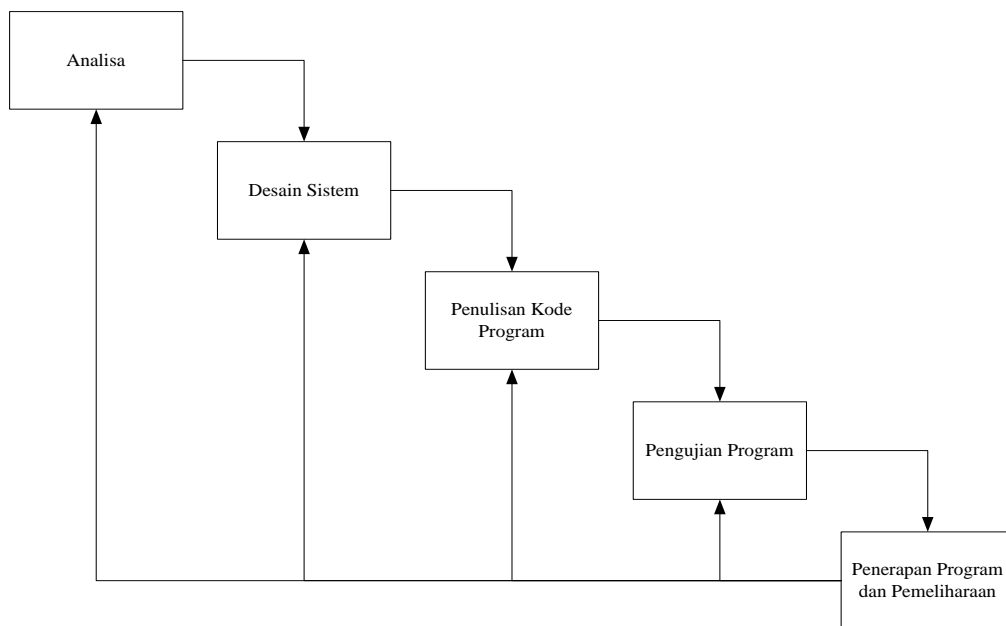 Analisa
Desain Sistem
Penulisan Kode
Program
Pengujian Program
Penerapan Program
dan Pemeliharaan